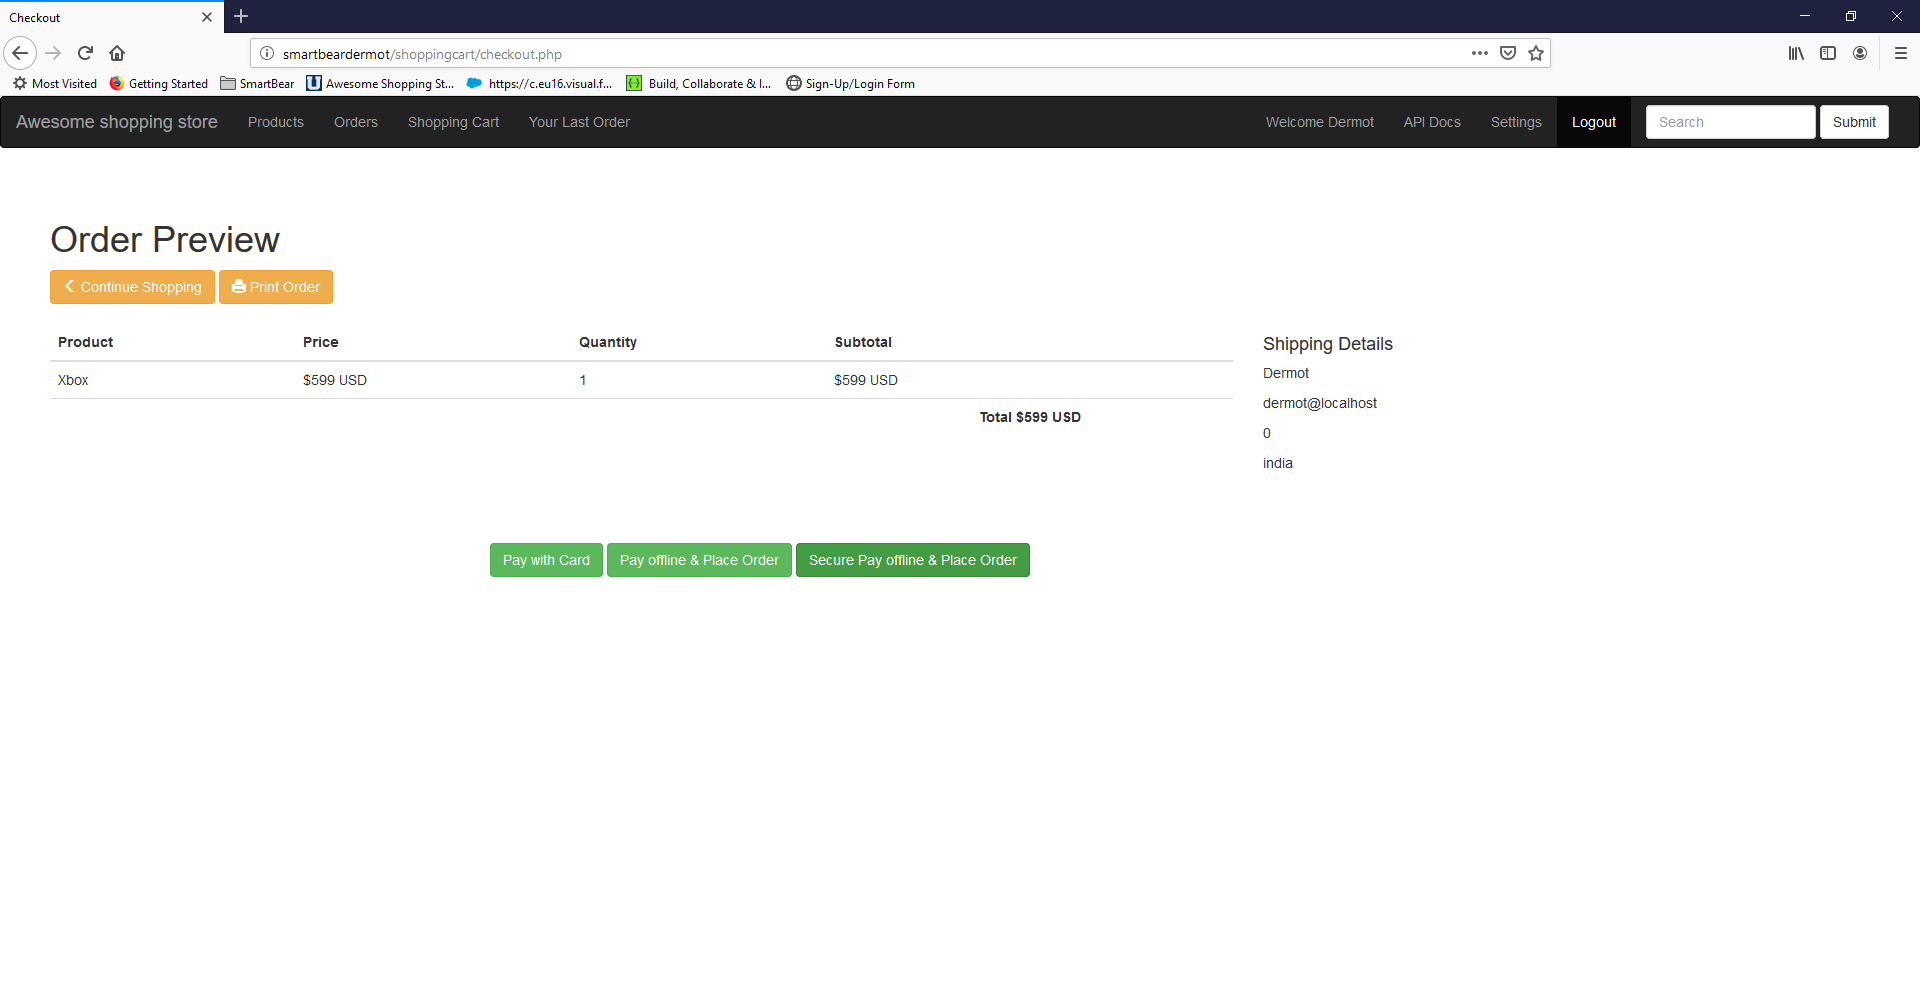 Checkout
smartbeardermot/shoppingcart/checkout.php
Most Visited Getting Started SmartBear Awesome Shopping St... https://c.eu16.visual.f... Build, Collaborate & I... Sign-Up/Login Form
Awesome shopping store Products Orders Shopping Cart Your Last Order Welcome Dermot API Docs Settings Logout Search Submit
Order Preview
Continue Shopping Print Order
Product Price Quantity Subtotal
Xbox $599 USD 1 $599 USD
Total $599 USD
Shipping Details
Dermot
dermot@localhost
0
india
Pay with Card Pay offline & Place Order Secure Pay offline & Place Order